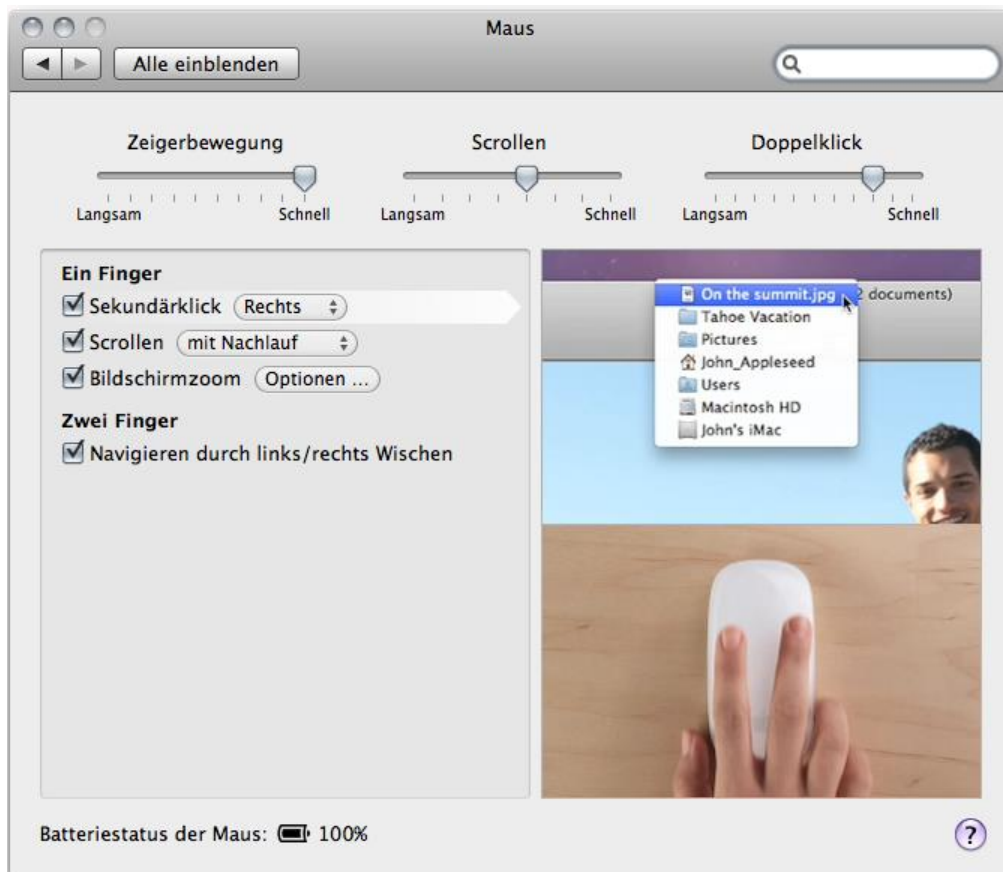 Maus
Alle einblenden
Zeigerbewegung Scrollen Doppelklick
Langsam Schnell Langsam Schnell Langsam Schnell
Ein Finger
Sekundärklick Rechts
Scrollen mit Nachlauf
Bildschirmzoom Optionen ...
Zwei Finger
Navigieren durch links/rechts Wischen
On the summit.jpg 2 documents)
Tahoe Vacation
Pictures
John_Appleseed
Users
Macintosh HD
John's iMac
Batteriestatus der Maus: 100% ?